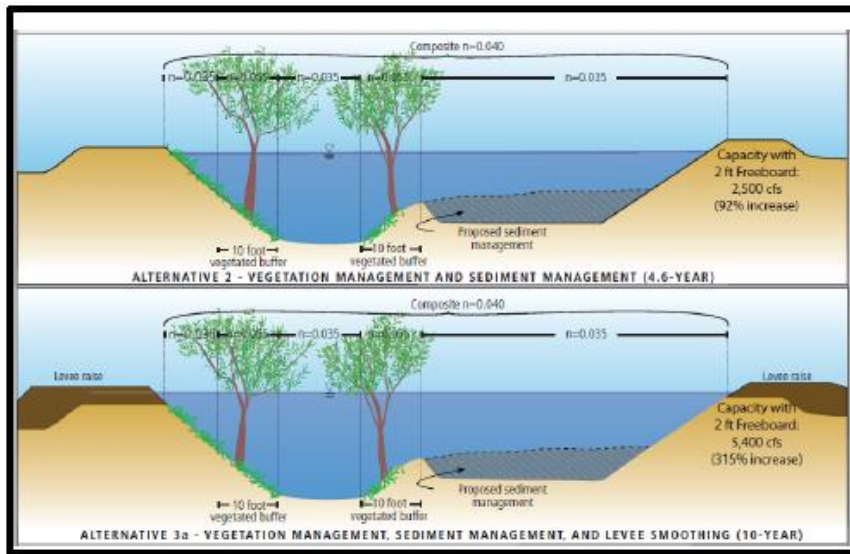 Composite n=0.040
n=0.035 n=0.035 n=0.035
Capacity with
2 ft Freeboard:
2,500 cfs
(92% increase)
Proposed sediment
management
10 foot
vegetated buffer
10 foot
vegetated buffer
ALTERNATIVE 2 - VEGETATION MANAGEMENT AND SEDIMENT MANAGEMENT (4.6-YEAR)
Composite n=0.040
n=0.035 n=0.035
Levee raise
Levee raise
Capacity with
2 ft Freeboard:
5,400 cfs
(315% increase)
Proposed sediment
management
10 foot
vegetated buffer
10 foot
vegetated buffer
ALTERNATIVE 3a - VEGETATION MANAGEMENT, SEDIMENT MANAGEMENT, AND LEVEE SMOOTHING (10-YEAR)